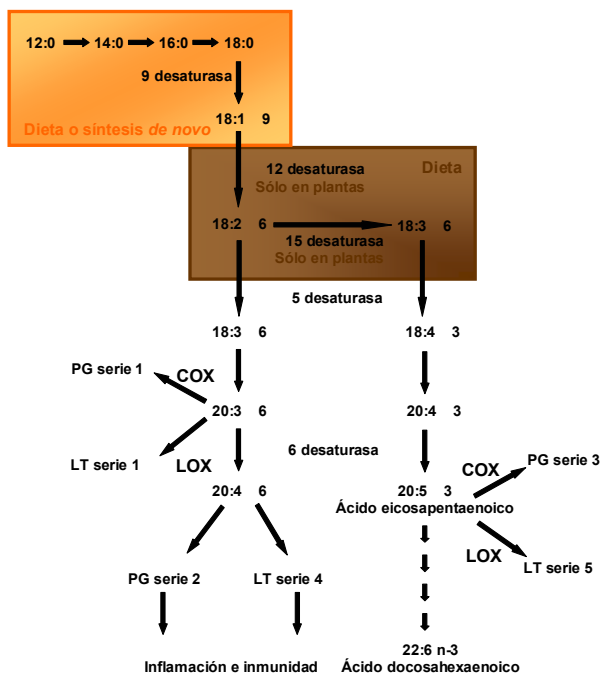 12:0 14:0 16:0 18:0
9 desaturasa
18:1 9
Dieta o síntesis de novo
12 desaturasa Dieta
Sólo en plantas
18:2 6 18:3 6
15 desaturasa
Sólo en plantas
5 desaturasa
18:3 6 18:4 3
PG serie 1 COX
20:3 6 20:4 3
6 desaturasa
LT serie 1 LOX COX PG serie 3
20:4 6 20:5 3
Ácido eicosapentaenoico
LOX
LT serie 5
PG serie 2 LT serie 4
22:6 n-3
Inflamación e inmunidad Ácido docosahexaenoico